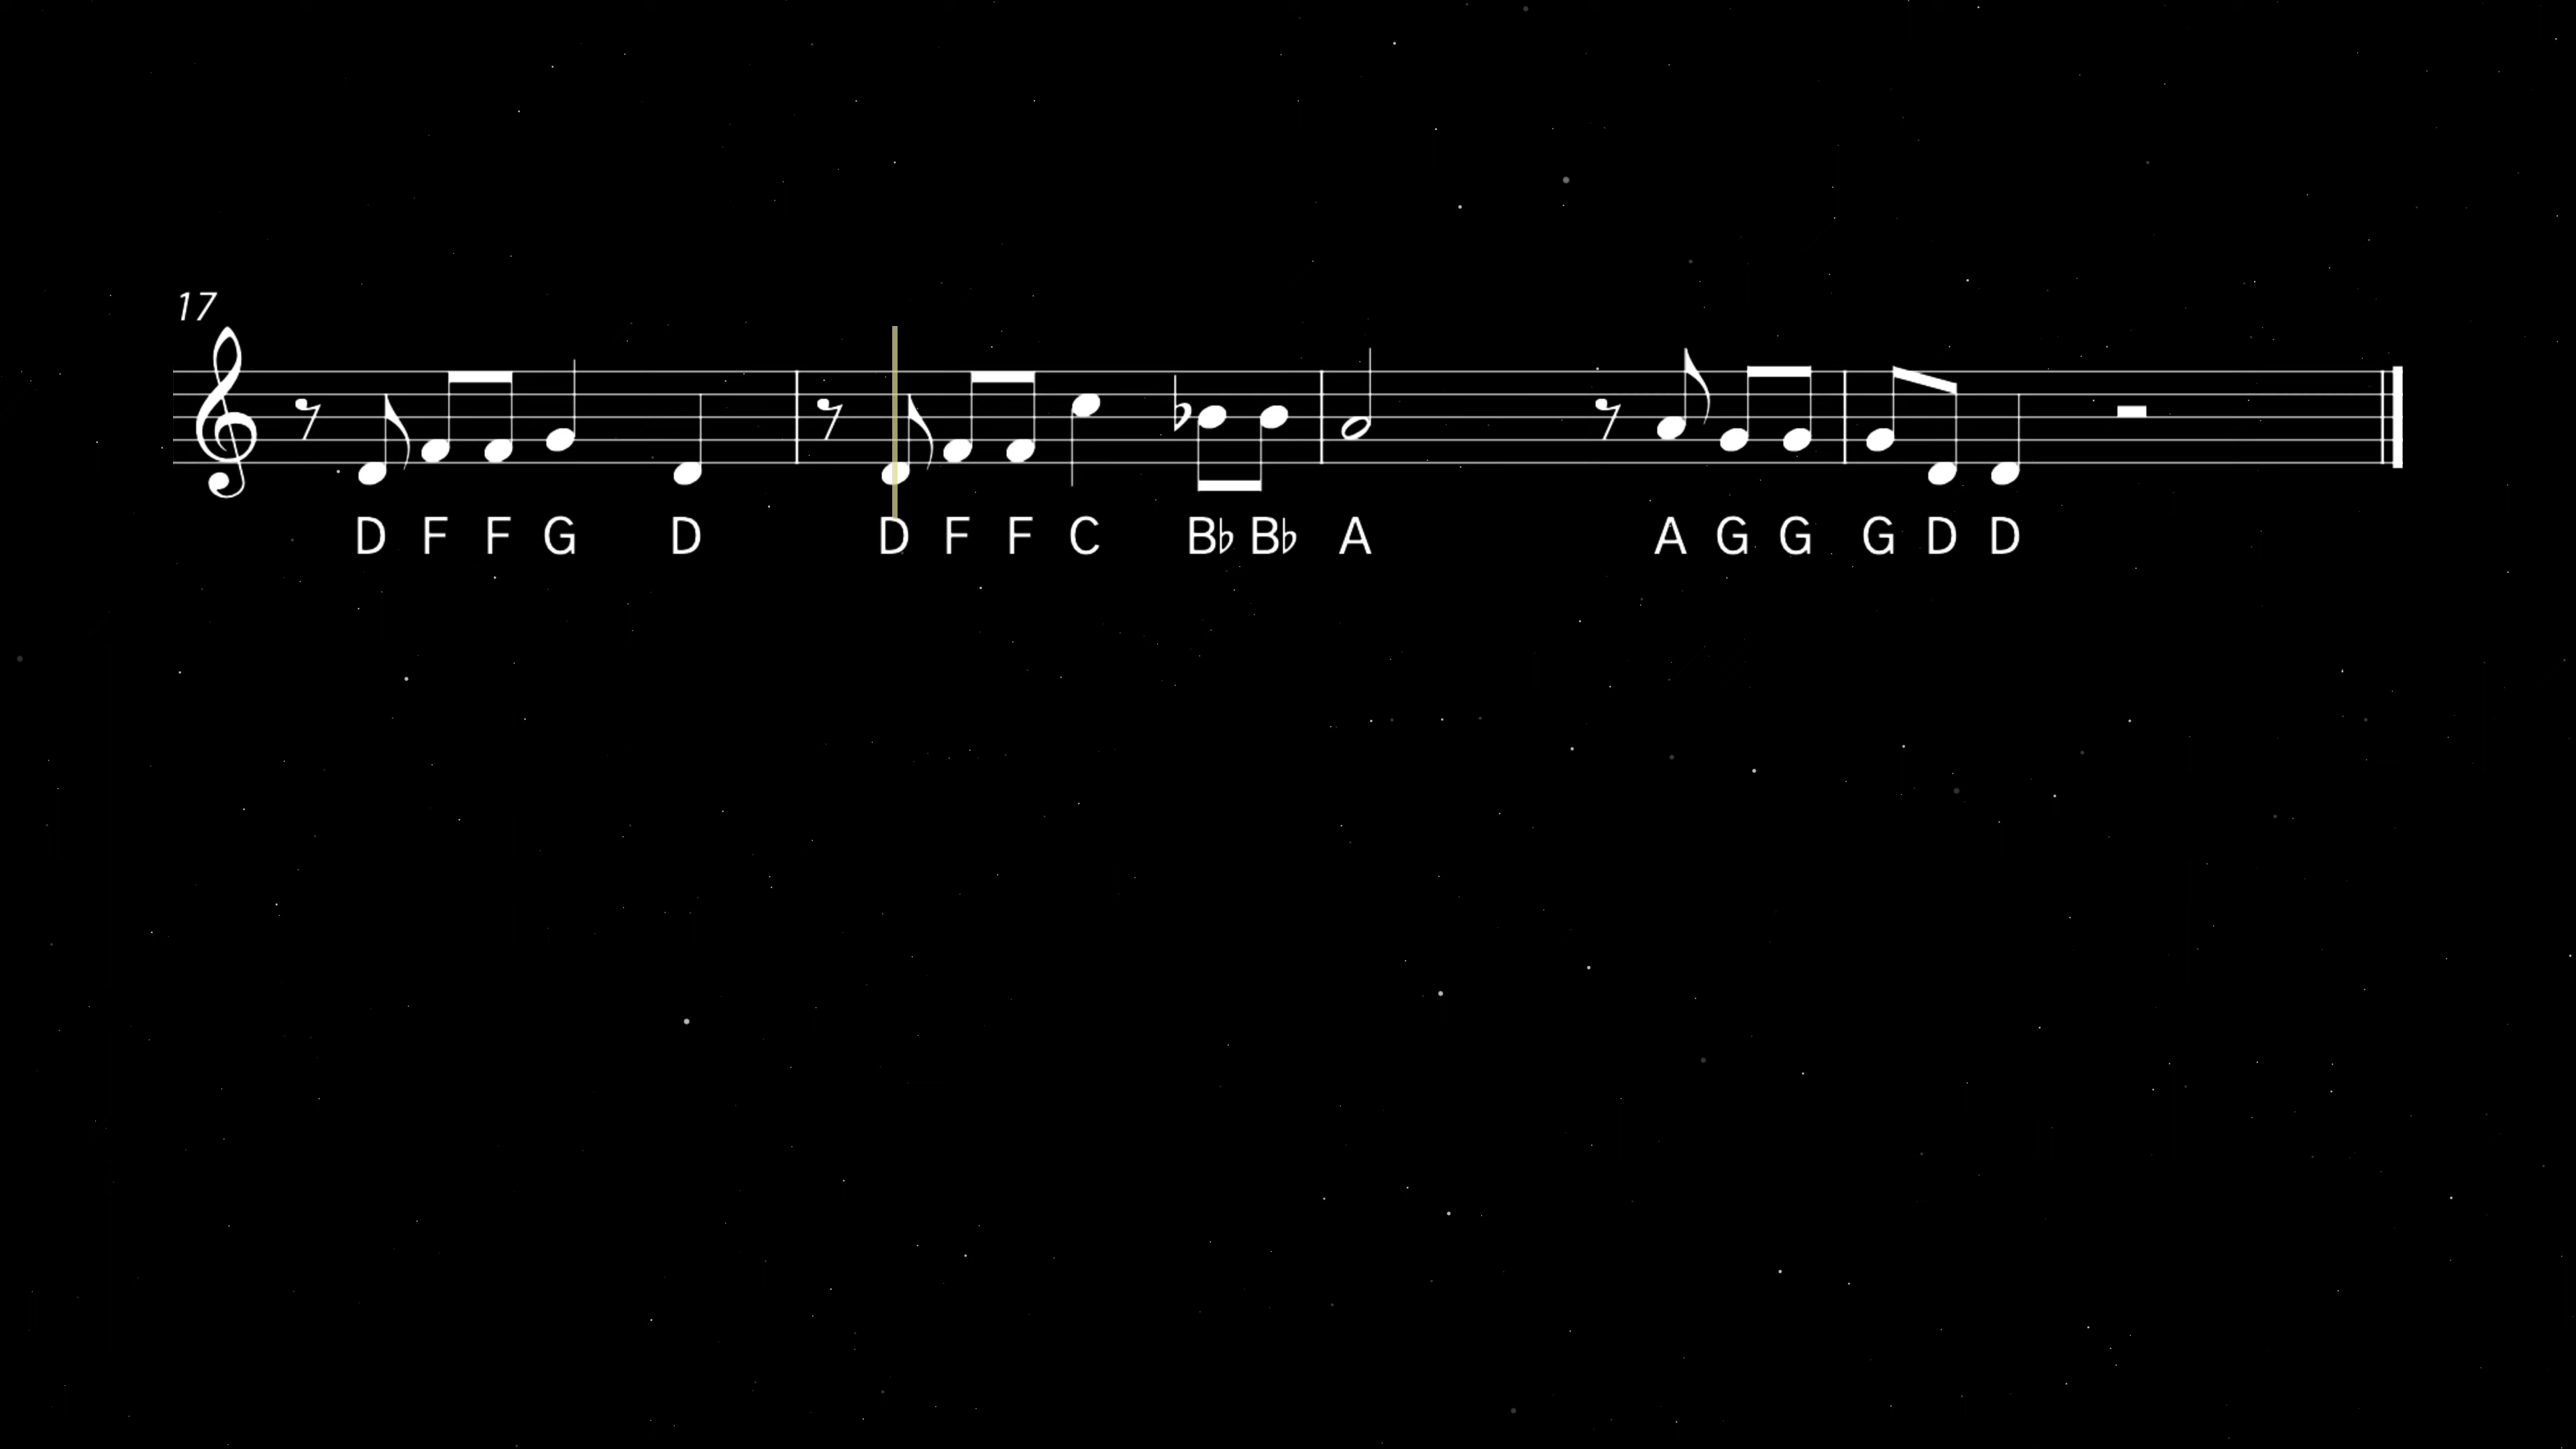 17
D F F G D D F F C B♭ B♭ A A G G G D D